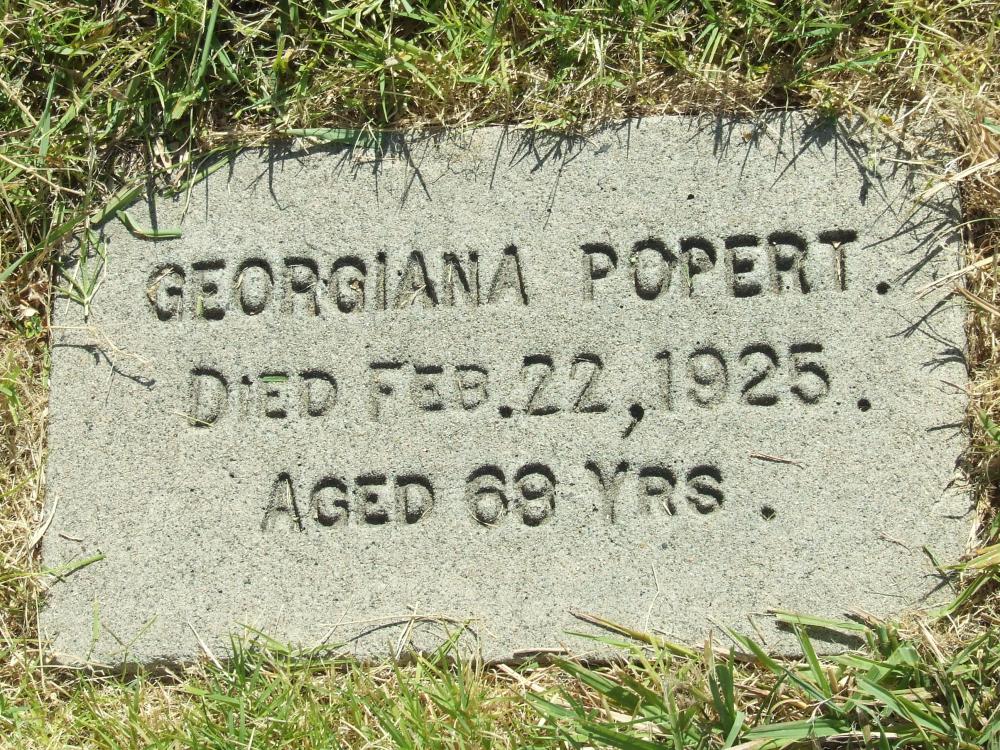 GEORGIANA POPERT.
DIED FEB. 22, 1925.
AGED 69 YRS.